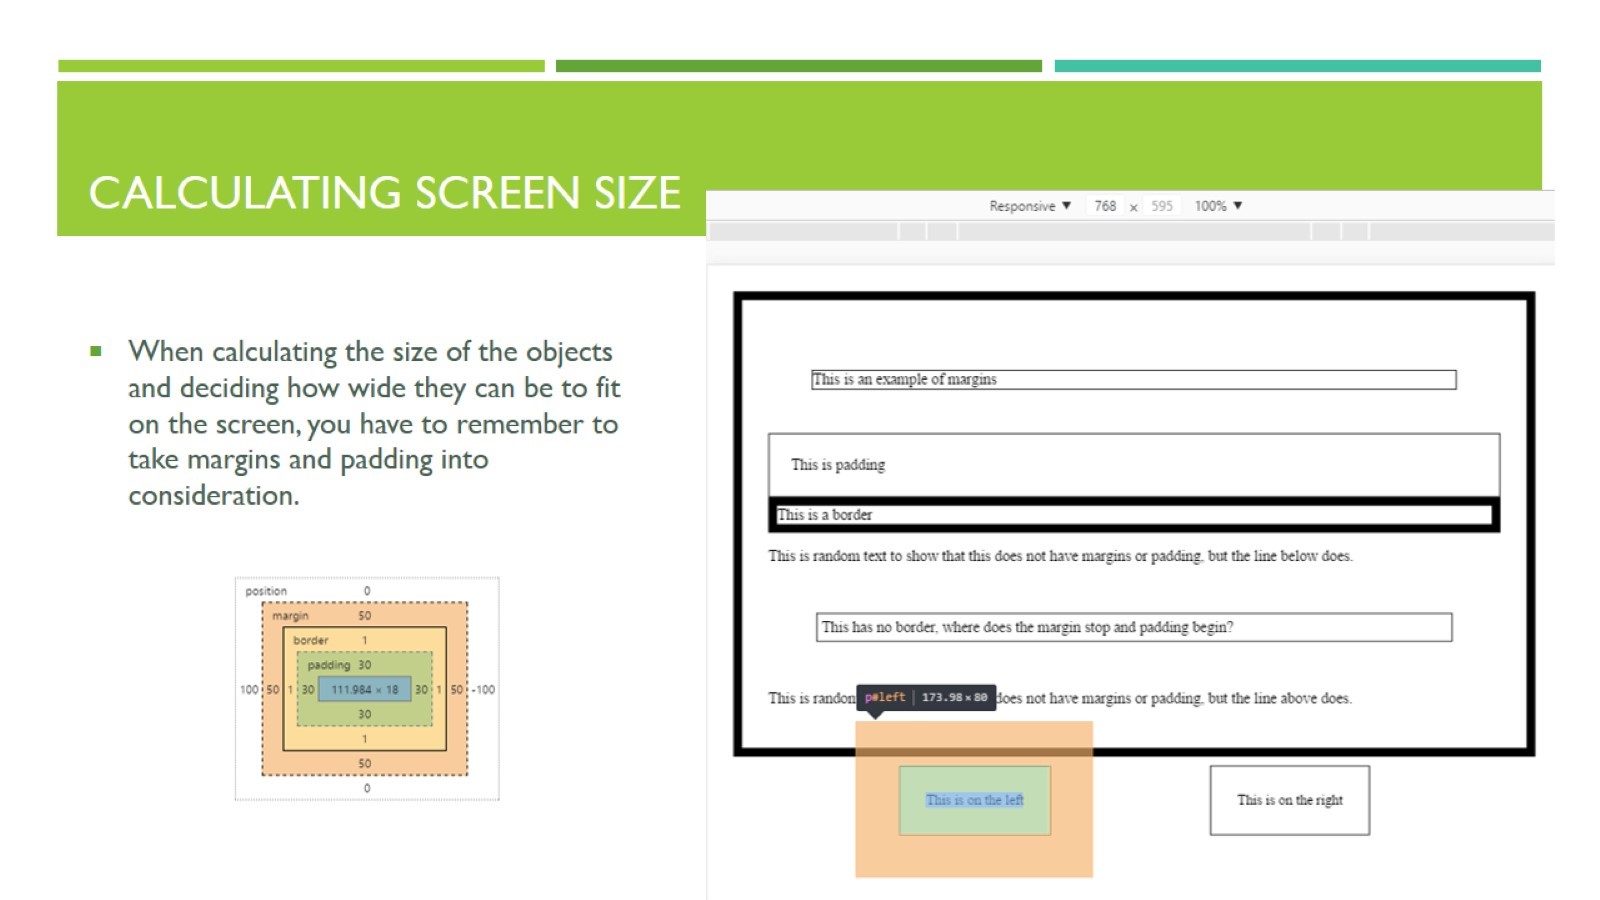 CALCULATING SCREEN SIZE
When calculating the size of the objects
and deciding how wide they can be to fit
on the screen, you have to remember to
take margins and padding into
consideration.
position 0
margin 50
border 1
padding 30
100 50 1 30 111.984 × 18 30 1 50 -100
30
1
50
0
Responsive ▼ 768 x 595 100% ▼
This is an example of margins
This is padding
This is a border
This is random text to show that this does not have margins or padding, but the line below does.
This has no border, where does the margin stop and padding begin?
p#left | 173.98 × 80
This is random does not have margins or padding, but the line above does.
This is on the left
This is on the right